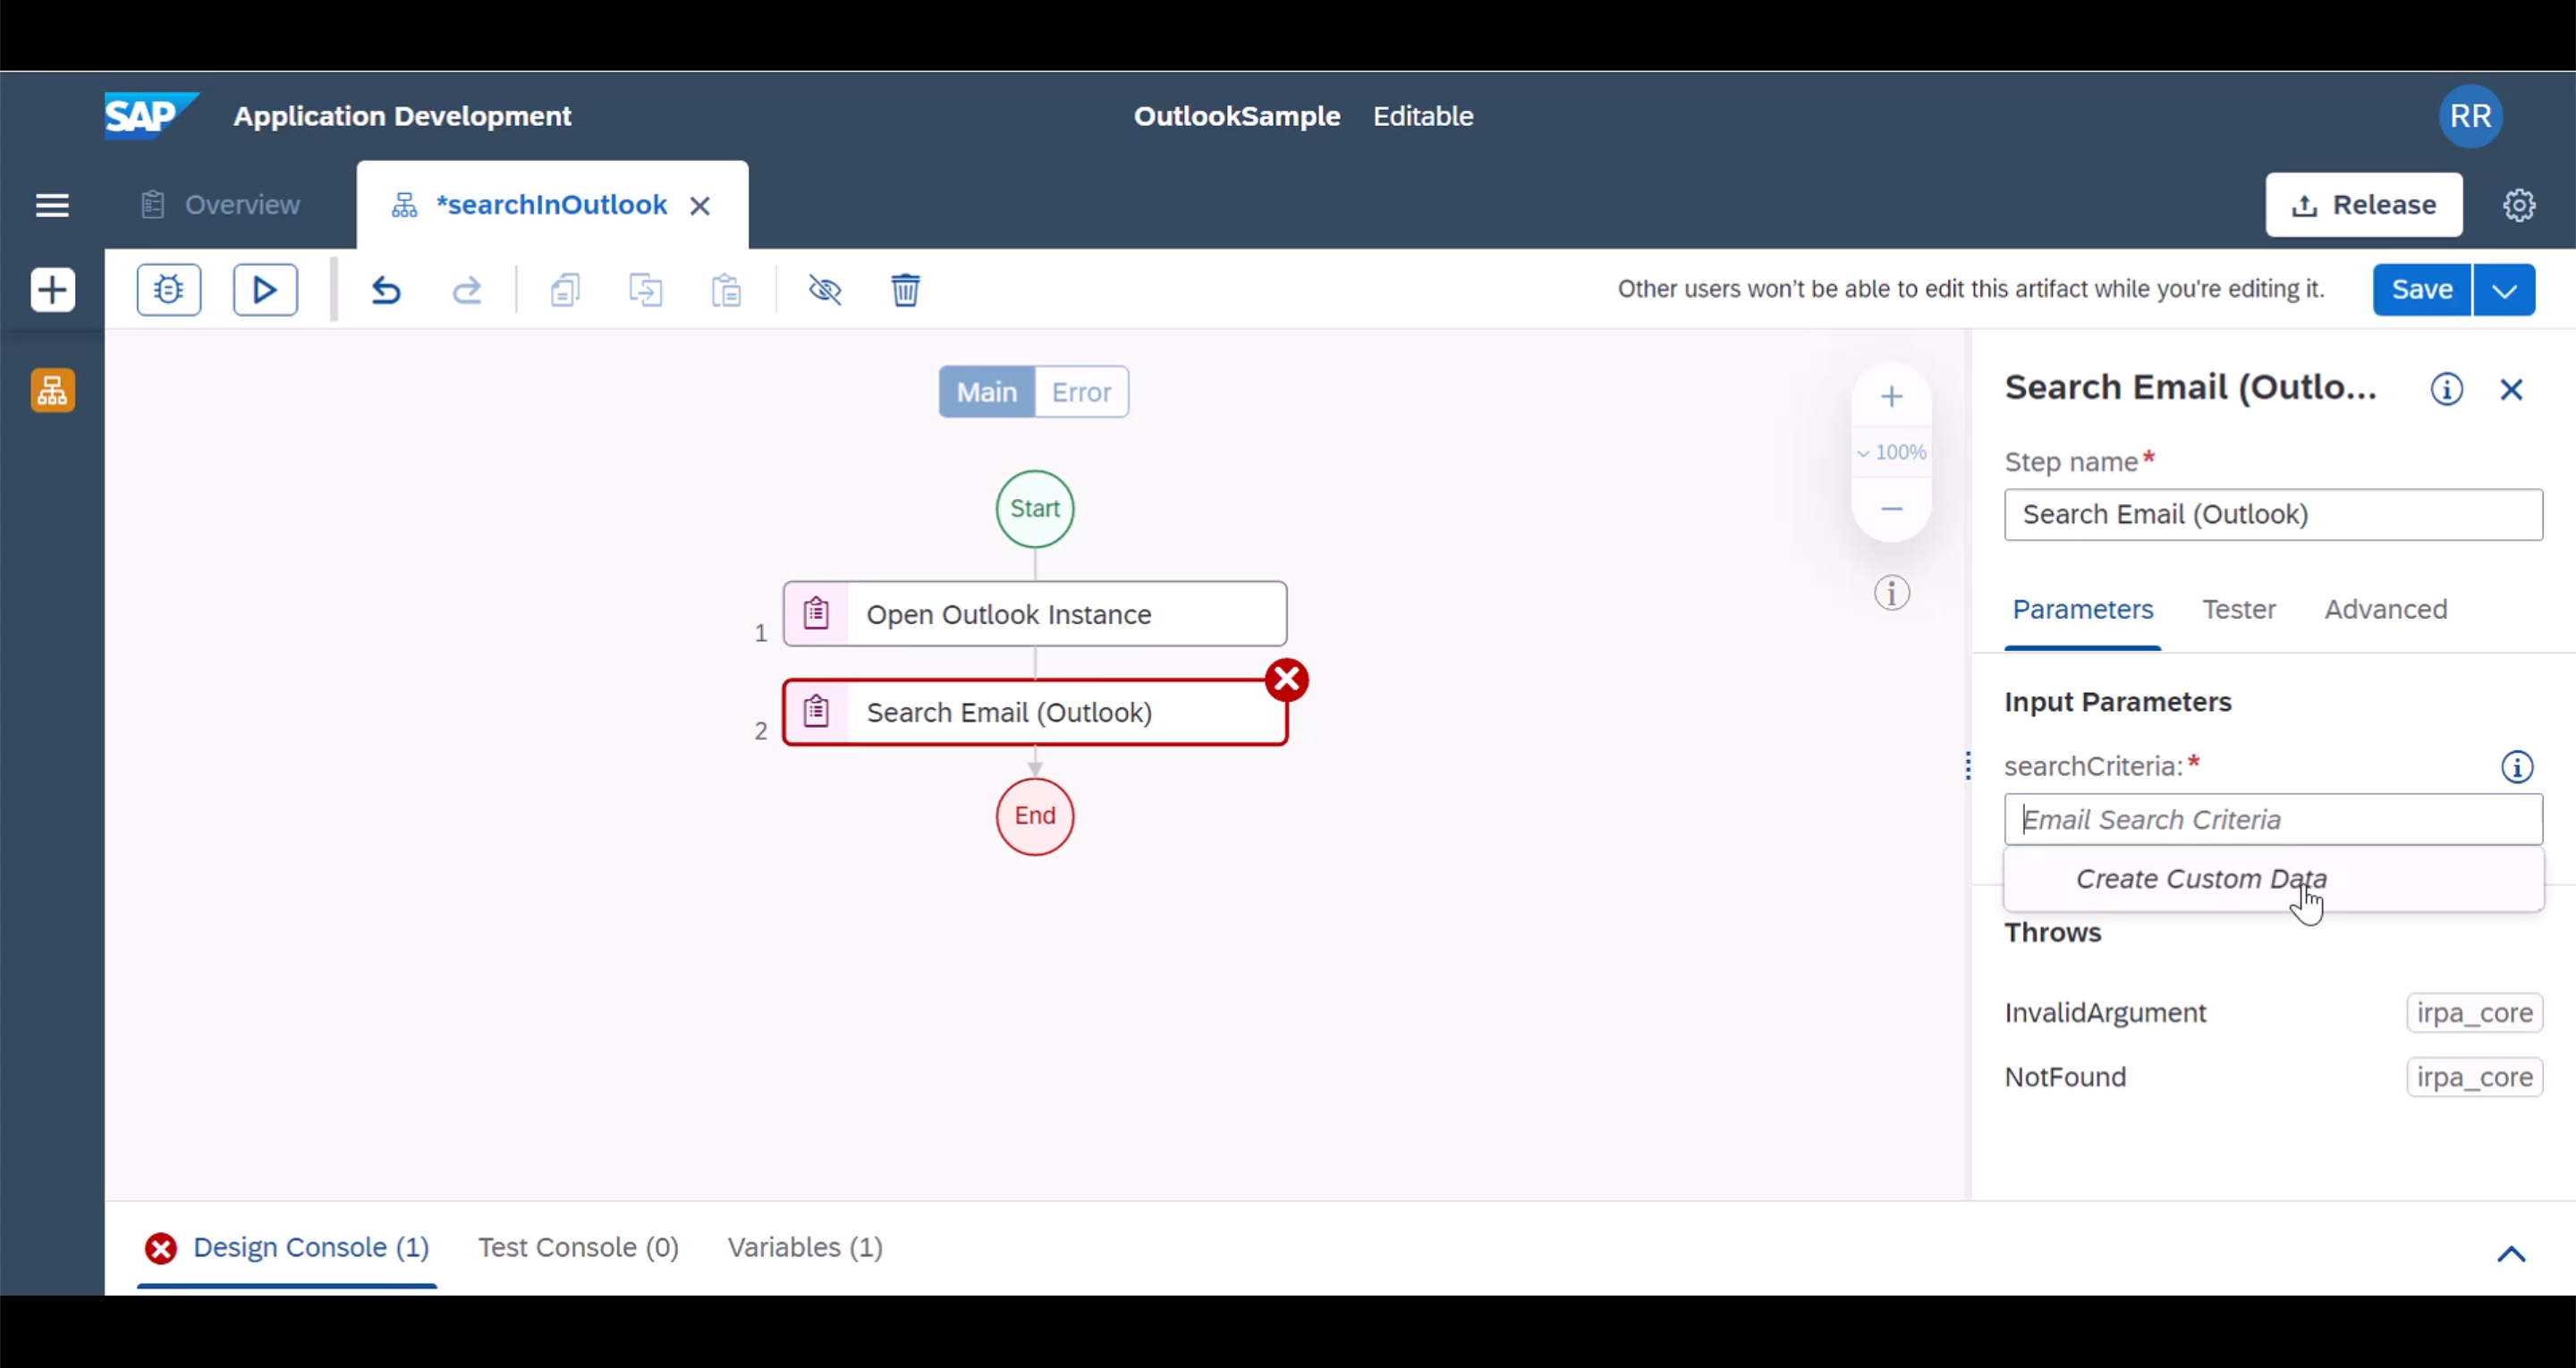 SAP Application Development OutlookSample Editable RR
Overview *searchInOutlook Release
Other users won't be able to edit this artifact while you're editing it. Save
Main Error
100%
Start
1 Open Outlook Instance
2 Search Email (Outlook)
End
Search Email (Outlo...
Step name*
Search Email (Outlook)
Parameters Tester Advanced
Input Parameters
searchCriteria:*
Email Search Criteria
Create Custom Data
Throws
InvalidArgument irpa_core
NotFound irpa_core
Design Console (1) Test Console (0) Variables (1)